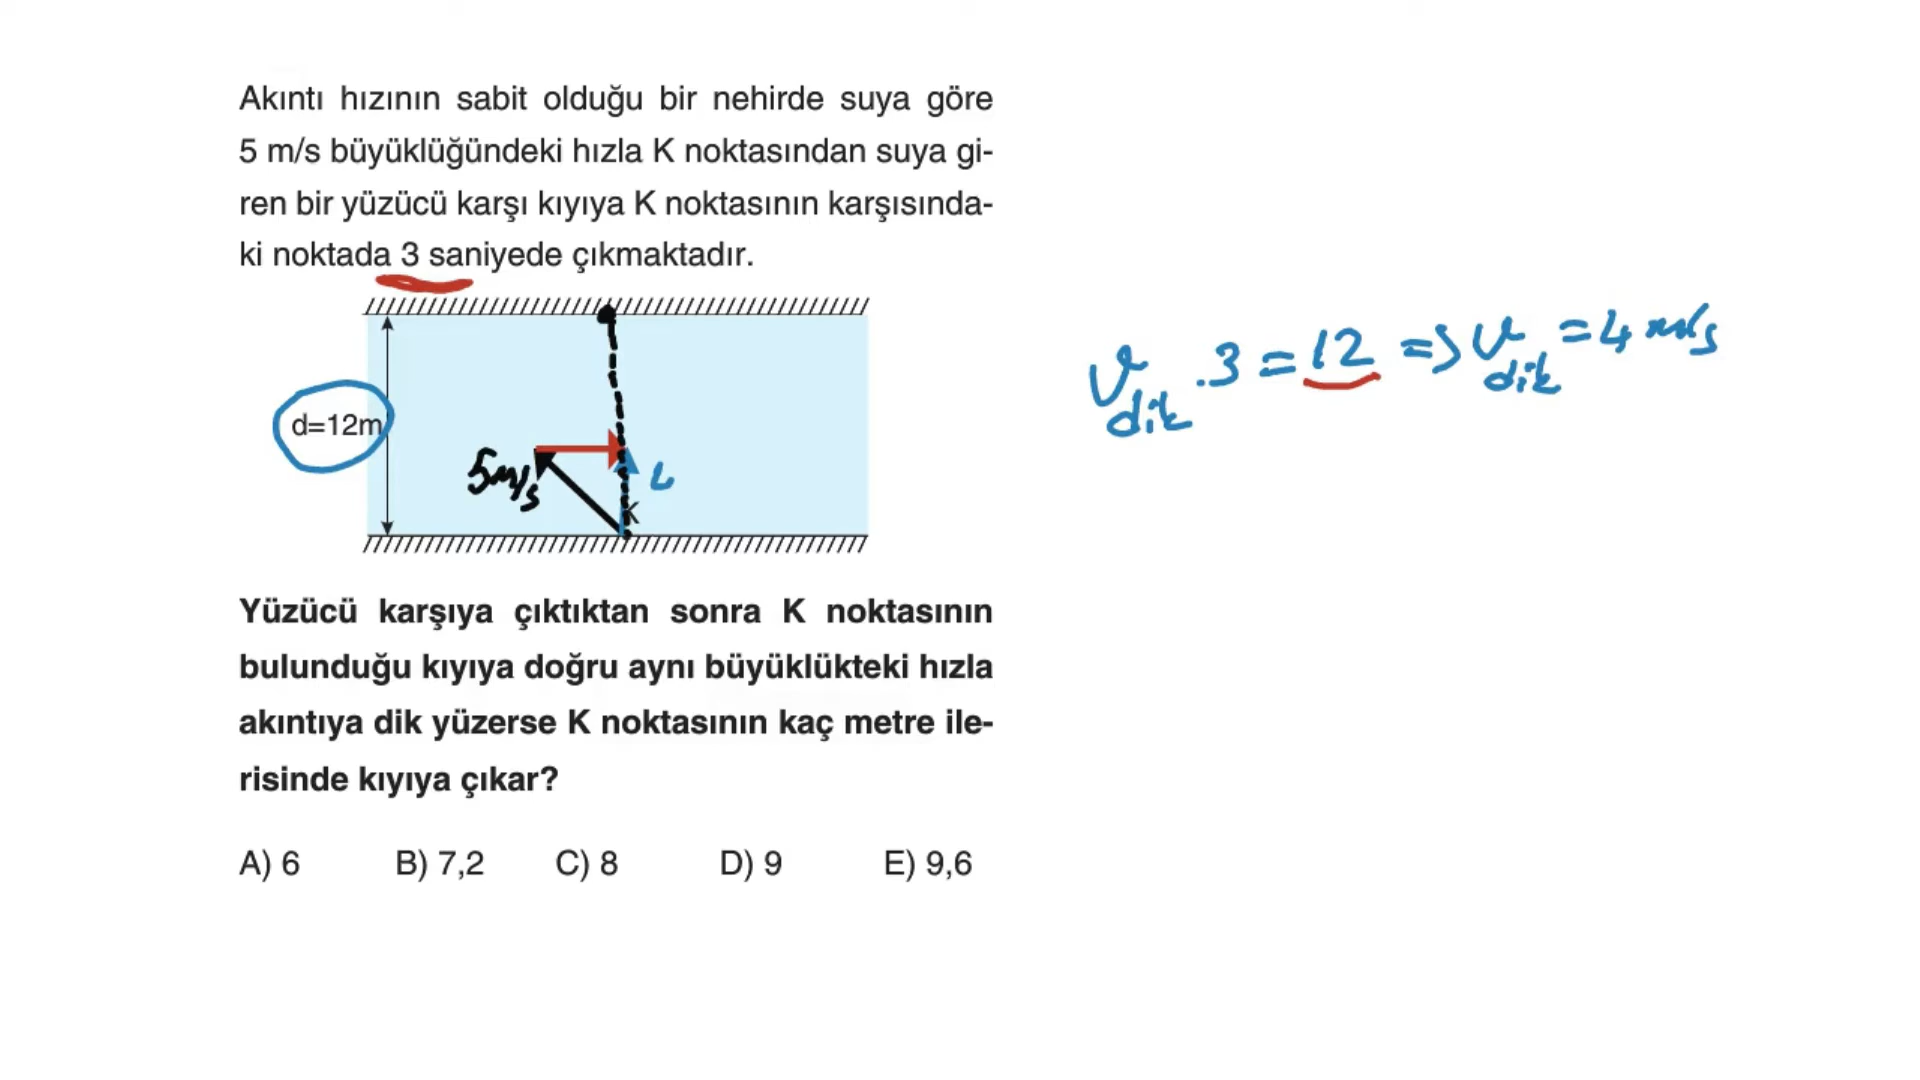 Akıntı hızının sabit olduğu bir nehirde suya göre
5 m/s büyüklüğündeki hızla K noktasından suya gi-
ren bir yüzücü karşı kıyıya K noktasının karşısında-
ki noktada 3 saniyede çıkmaktadır.
d=12m
5m/s
K
V dik .3 = 12 => V dik = 4 m/s
Yüzücü karşıya çıktıktan sonra K noktasının
bulunduğu kıyıya doğru aynı büyüklükteki hızla
akıntıya dik yüzerse K noktasının kaç metre ile-
risinde kıyıya çıkar?
A) 6 B) 7,2 C) 8 D) 9 E) 9,6